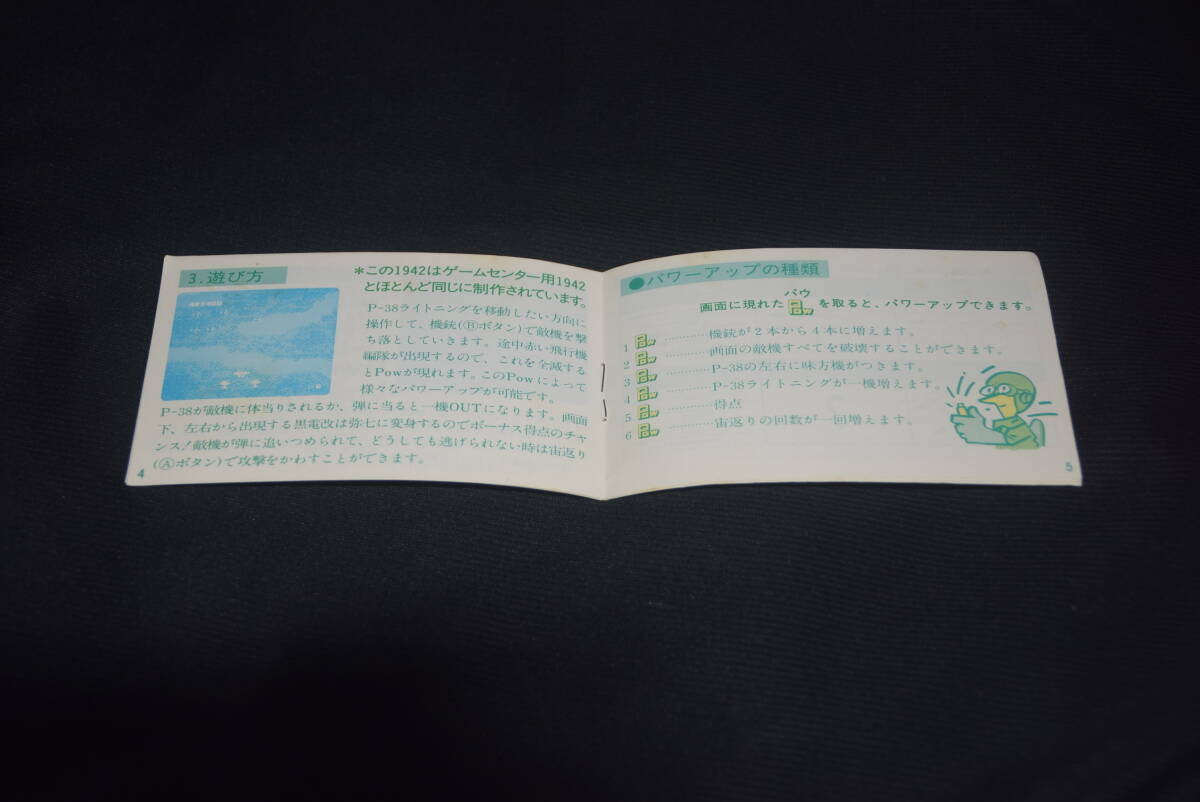 3.遊び方
*この1942はゲームセンター用1942
とほとんど同じに制作されています。
P-38ライトニングを移動したい方向に
操作して、機銃(Ⓑボタン)で敵機を撃
ち落としていきます。途中赤い飛行機
編隊が出現するので、これを全滅する
とPowが現れます。このPowによって
様々なパワーアップが可能です。
P-38が敵機に体当りされるか、弾に当ると一機OUTになります。画面
下、左右から出現する黒電改は弥七に変身するのでボーナス得点のチャ
ンス!敵機が弾に追いつめられて、どうしても逃げられない時は宙返り
(Ⓐボタン)で攻撃をかわすことができます。
4
●パワーアップの種類
パウ
画面に現れた Pow を取ると、パワーアップできます。
1 Pow ………機銃が2本から4本に増えます。
2 Pow ………画面の敵機すべてを破壊することができます。
3 Pow ………P-38の左右に味方機がつきます。
4 Pow ………P-38ライトニングが一機増えます。
5 Pow ………得点
6 Pow ………宙返りの回数が一回増えます。
5